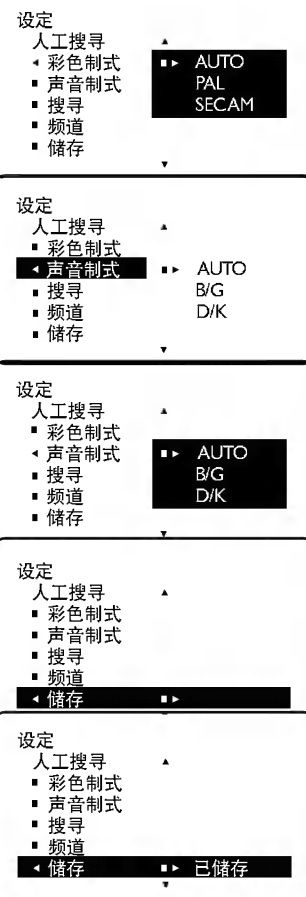 设定
人工搜寻 ▲
◂ 彩色制式 ■▸ AUTO
■ 声音制式 PAL
■ 搜寻 SECAM
■ 频道
■ 储存
▼
设定
人工搜寻 ▲
■ 彩色制式
◂ 声音制式 ■▸ AUTO
■ 搜寻 B/G
■ 频道 D/K
■ 储存
▼
设定
人工搜寻 ▲
■ 彩色制式
◂ 声音制式 ■▸ AUTO
■ 搜寻 B/G
■ 频道 D/K
■ 储存
▼
设定
人工搜寻 ▲
■ 彩色制式
■ 声音制式
■ 搜寻
■ 频道
◂ 储存 ■▸
设定
人工搜寻 ▲
■ 彩色制式
■ 声音制式
■ 搜寻
■ 频道
◂ 储存 ■▸ 已储存
▼